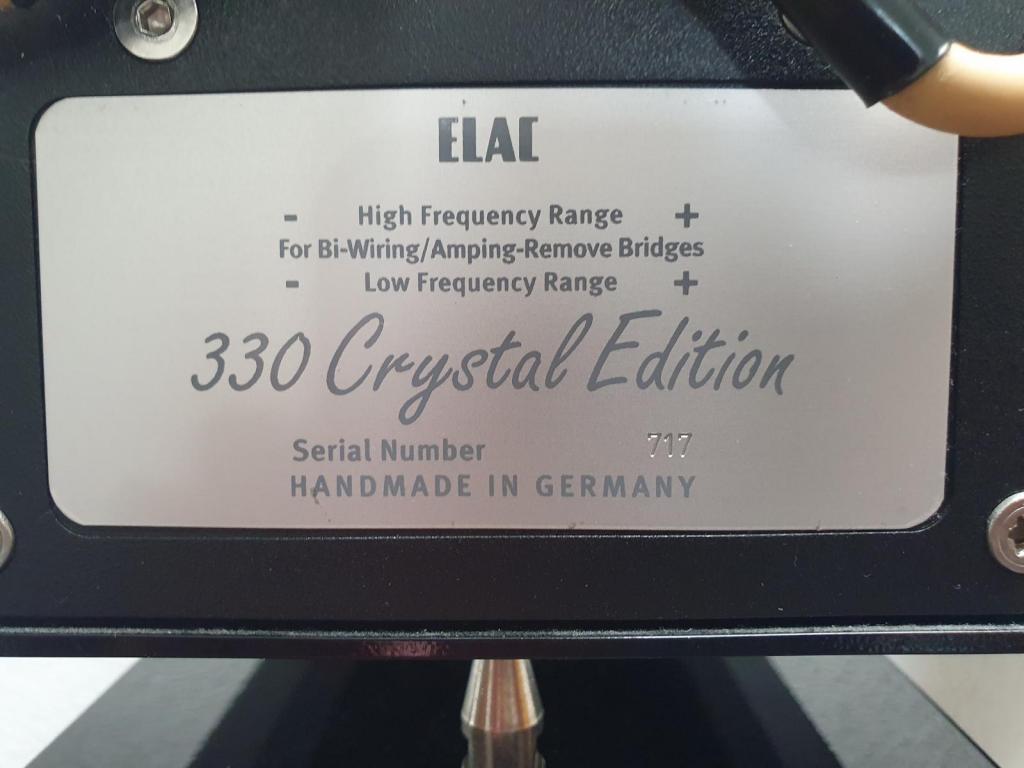 ELAC
- High Frequency Range +
For Bi-Wiring/Amping-Remove Bridges
- Low Frequency Range +
330 Crystal Edition
Serial Number 717
HANDMADE IN GERMANY